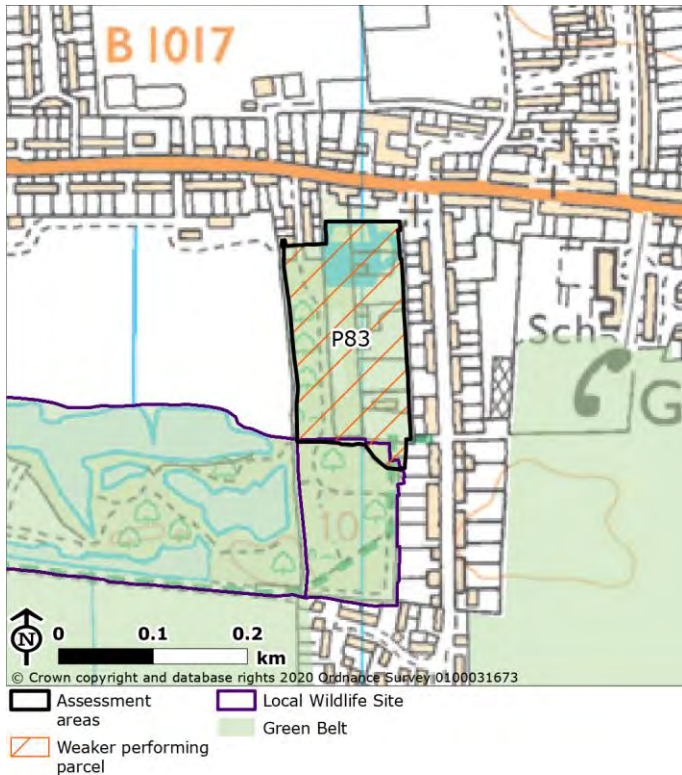 B 1017
P83
Sch
G
10
N
0 0.1 0.2
km
© Crown copyright and database rights 2020 Ordnance Survey 0100031673
Assessment areas
Weaker performing parcel
Local Wildlife Site
Green Belt